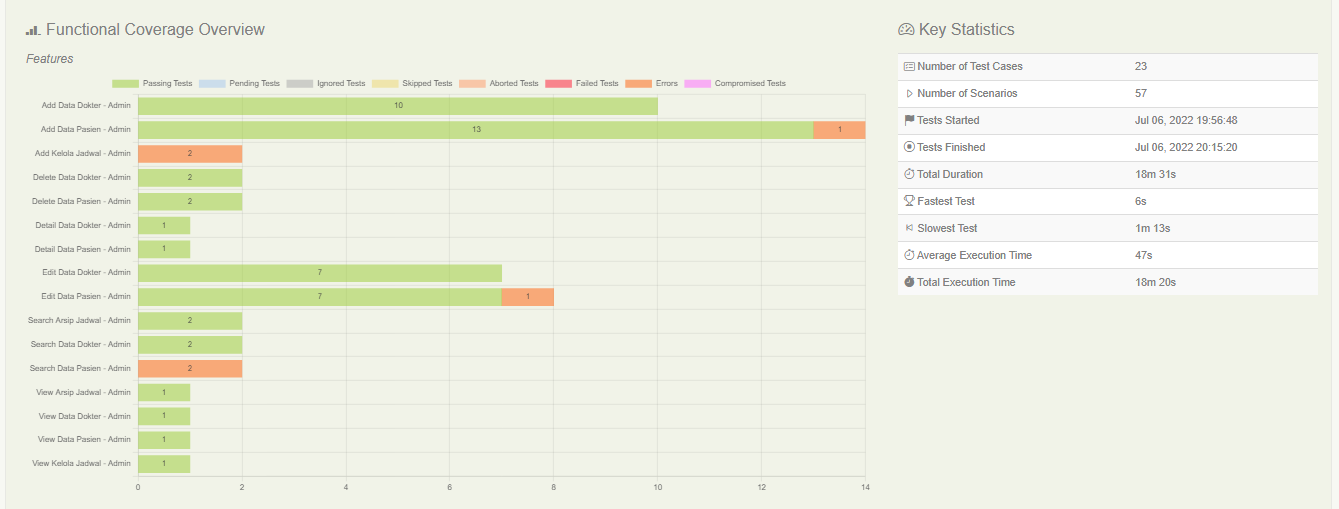 Functional Coverage Overview
Features
Passing Tests Pending Tests Ignored Tests Skipped Tests Aborted Tests Failed Tests Errors Compromised Tests
Add Data Dokter - Admin 10
Add Data Pasien - Admin 13 1
Add Kelola Jadwal - Admin 2
Delete Data Dokter - Admin 2
Delete Data Pasien - Admin 2
Detail Data Dokter - Admin 1
Detail Data Pasien - Admin 1
Edit Data Dokter - Admin 7
Edit Data Pasien - Admin 7 1
Search Arsip Jadwal - Admin 2
Search Data Dokter - Admin 2
Search Data Pasien - Admin 2
View Arsip Jadwal - Admin 1
View Data Dokter - Admin 1
View Data Pasien - Admin 1
View Kelola Jadwal - Admin 1
0 2 4 6 8 10 12 14
Key Statistics
Number of Test Cases 23
Number of Scenarios 57
Tests Started Jul 06, 2022 19:56:48
Tests Finished Jul 06, 2022 20:15:20
Total Duration 18m 31s
Fastest Test 6s
Slowest Test 1m 13s
Average Execution Time 47s
Total Execution Time 18m 20s